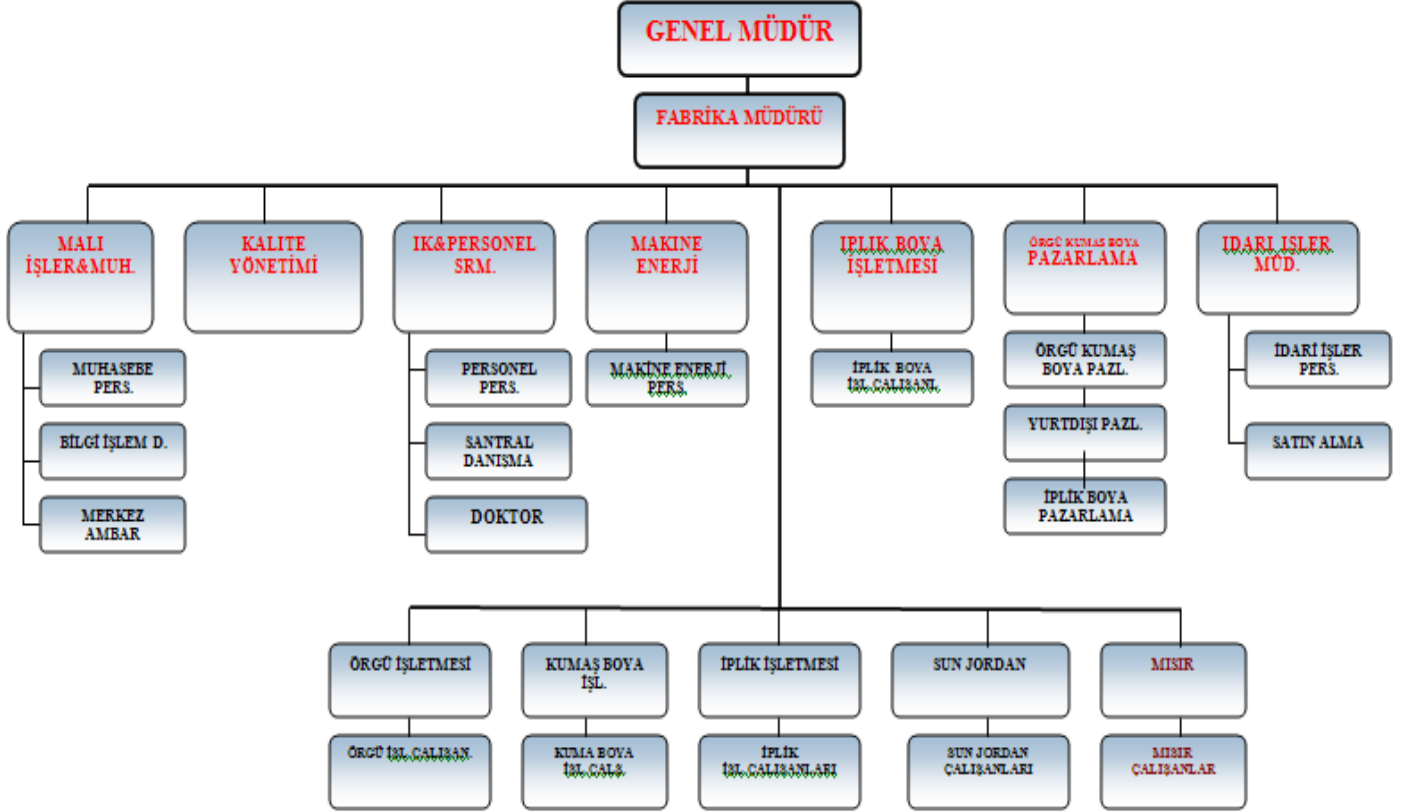 GENEL MÜDÜR
FABRİKA MÜDÜRÜ
MALI
İŞLER&MUH.
KALITE
YÖNETİMİ
IK&PERSONEL
SRM.
MAKINE
ENERJİ
IPLIK BOYA
İŞLETMESİ
ÖRGÜ KUMAS BOYA
PAZARLAMA
IDARI ISLER
MÜD.
MUHASEBE
PERS.
BİLGİ İŞLEM D.
MERKEZ
AMBAR
PERSONEL
PERS.
SANTRAL
DANIŞMA
DOKTOR
MAKİNE ENERJİ
PERS.
İPLİK BOYA
İŞL.ÇALIŞANI.
ÖRGÜ KUMAŞ
BOYA PAZL.
YURTDIŞI PAZL.
İPLİK BOYA
PAZARLAMA
İDARİ İŞLER
PERS.
SATIN ALMA
ÖRGÜ İŞLETMESİ
KUMAŞ BOYA
İŞL.
İPLİK İŞLETMESİ
SUN JORDAN
MISIR
ÖRGÜ İŞL.ÇALIŞAN.
KUMA BOYA
İŞL.ÇALŞ.
İPLİK
İŞL.ÇALIŞANLARI
SUN JORDAN
ÇALIŞANLARI
MISIR
ÇALIŞANLAR